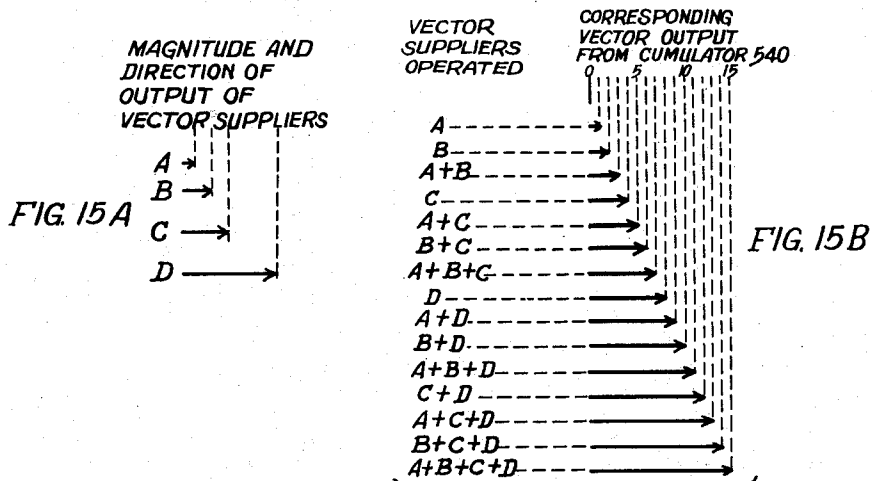 MAGNITUDE AND
DIRECTION OF
OUTPUT OF
VECTOR SUPPLIERS
A
B
C
D
FIG. 15A
VECTOR
SUPPLIERS
OPERATED
CORRESPONDING
VECTOR OUTPUT
FROM CUMULATOR 540
0 5 10 15
A
B
A+B
C
A+C
B+C
A+B+C
D
A+D
B+D
A+B+D
C+D
A+C+D
B+C+D
A+B+C+D
FIG. 15B